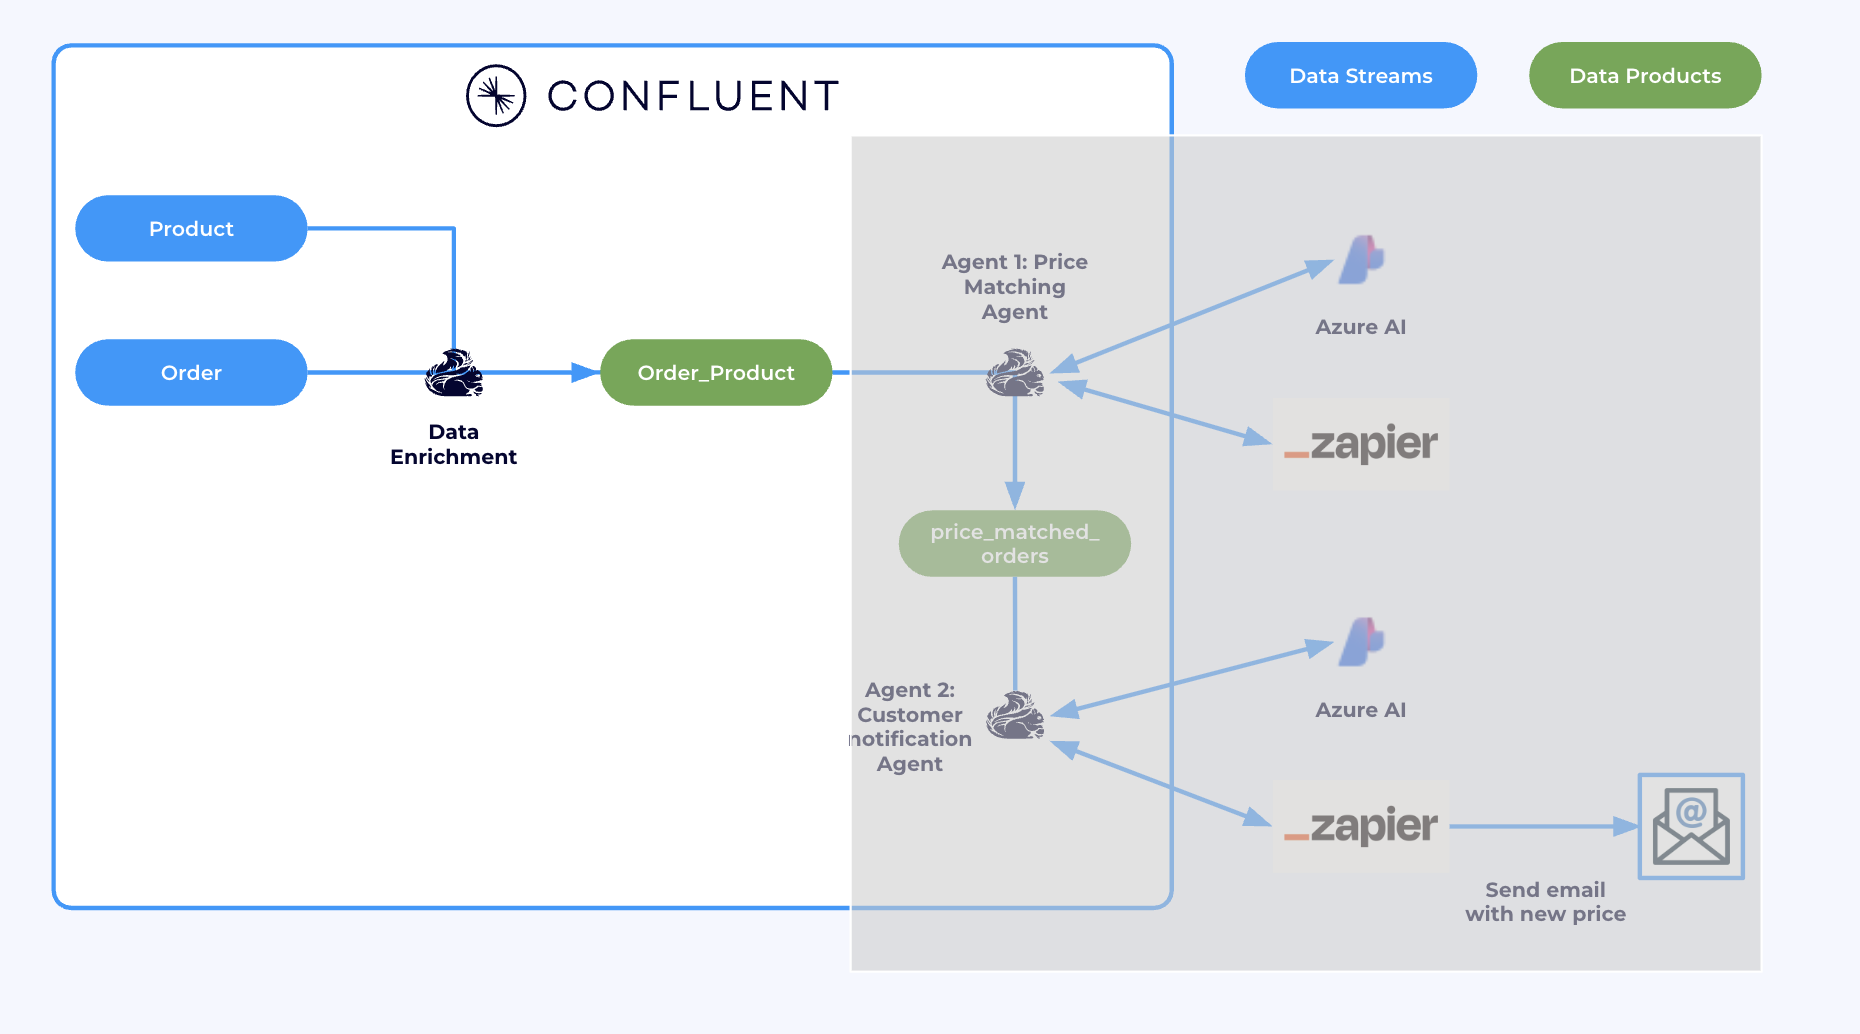 CONFLUENT
Data Streams
Data Products
Product
Order
Data
Enrichment
Order_Product
Agent 1: Price
Matching
Agent
Azure AI
_zapier
price_matched_
orders
Agent 2:
Customer
notification
Agent
Azure AI
_zapier
@
Send email
with new price